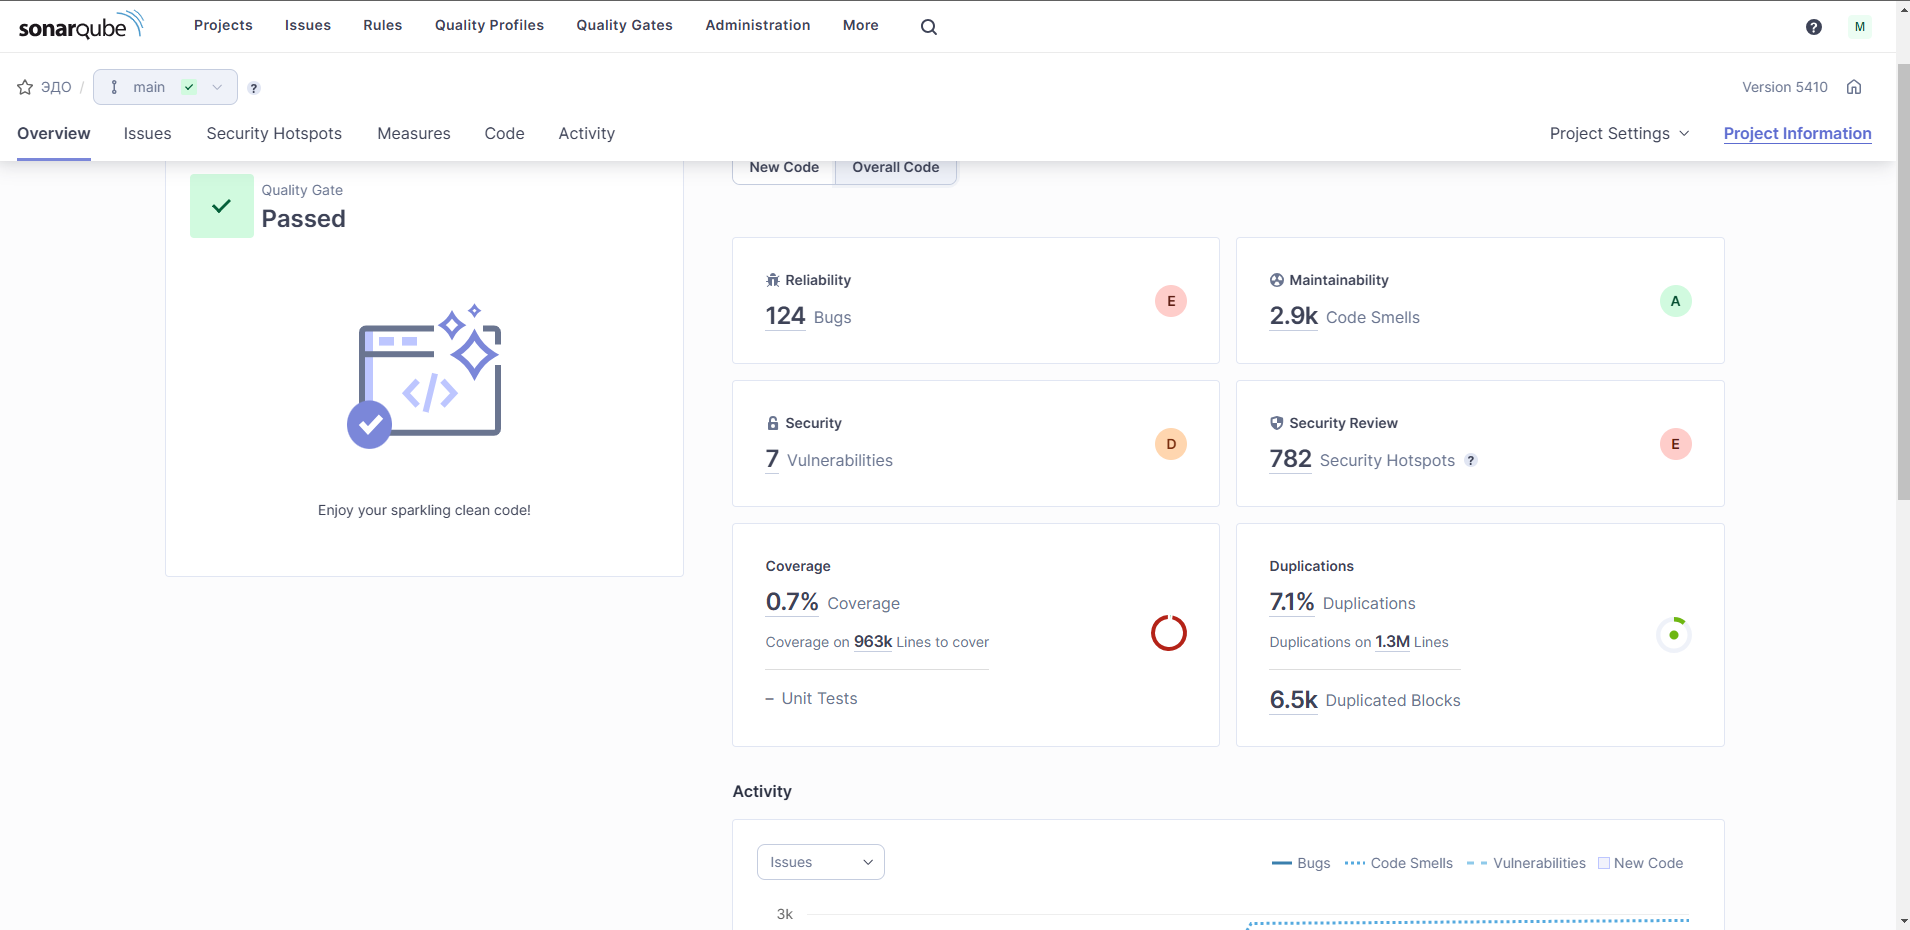 sonarqube Projects Issues Rules Quality Profiles Quality Gates Administration More ? M
ЭДО / main ? Version 5410
Overview Issues Security Hotspots Measures Code Activity Project Settings Project Information
New Code Overall Code
Quality Gate
Passed
Enjoy your sparkling clean code!
Reliability
124 Bugs
E
Maintainability
2.9k Code Smells
A
Security
7 Vulnerabilities
D
Security Review
782 Security Hotspots ?
E
Coverage
0.7% Coverage
Coverage on 963k Lines to cover
– Unit Tests
Duplications
7.1% Duplications
Duplications on 1.3M Lines
6.5k Duplicated Blocks
Activity
Issues
Bugs Code Smells Vulnerabilities New Code
3k